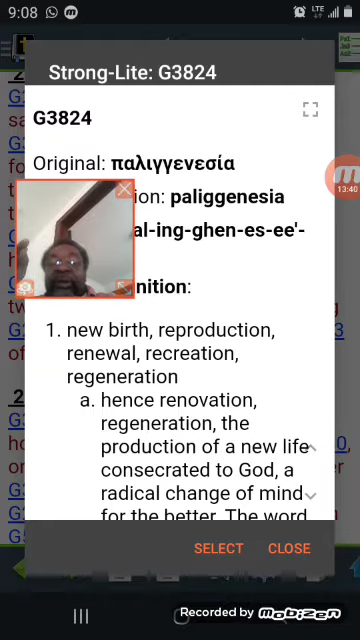 9:08
LTE
Strong-Lite: G3824
G3824
Original: παλιγγενεσία
ion: paliggenesia
al-ing-ghen-es-ee'-
nition:
1. new birth, reproduction,
renewal, recreation,
regeneration
a. hence renovation,
regeneration, the
production of a new life
consecrated to God, a
radical change of mind
for the better. The word
SELECT
CLOSE
13:40
Recorded by mobizen